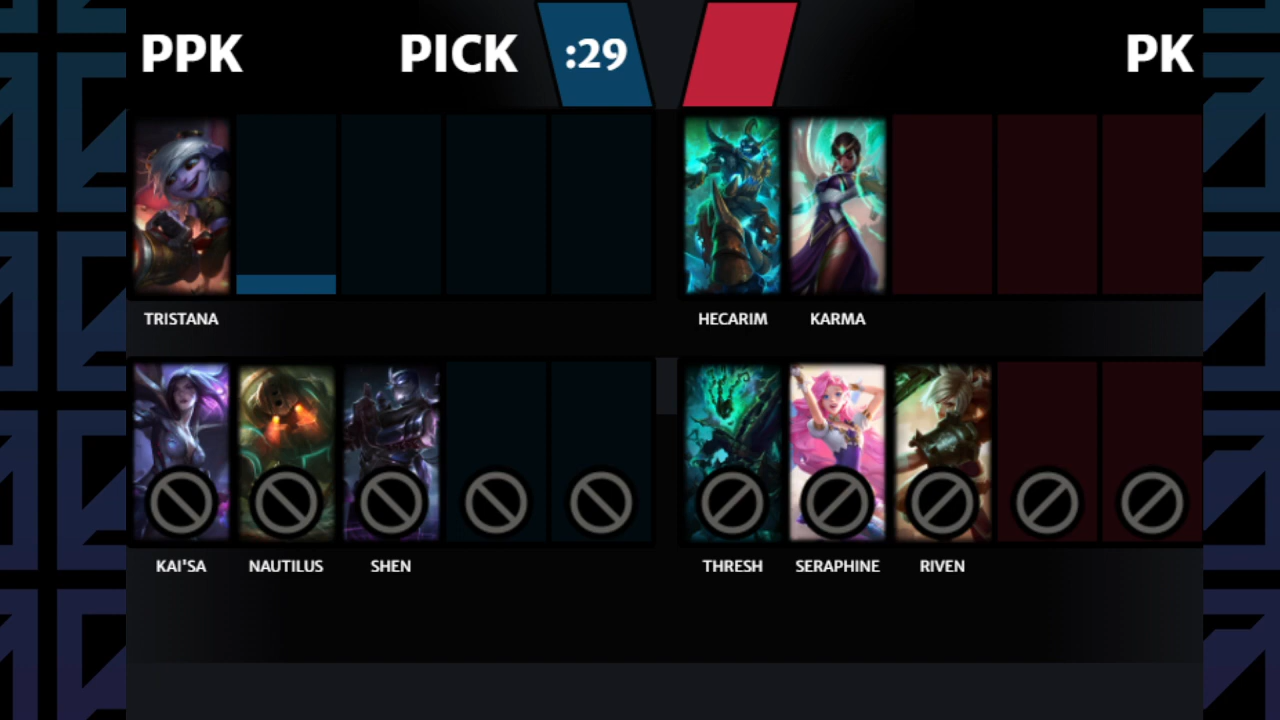 PPK PICK :29 PK
TRISTANA HECARIM KARMA
KAI'SA NAUTILUS SHEN THRESH SERAPHINE RIVEN